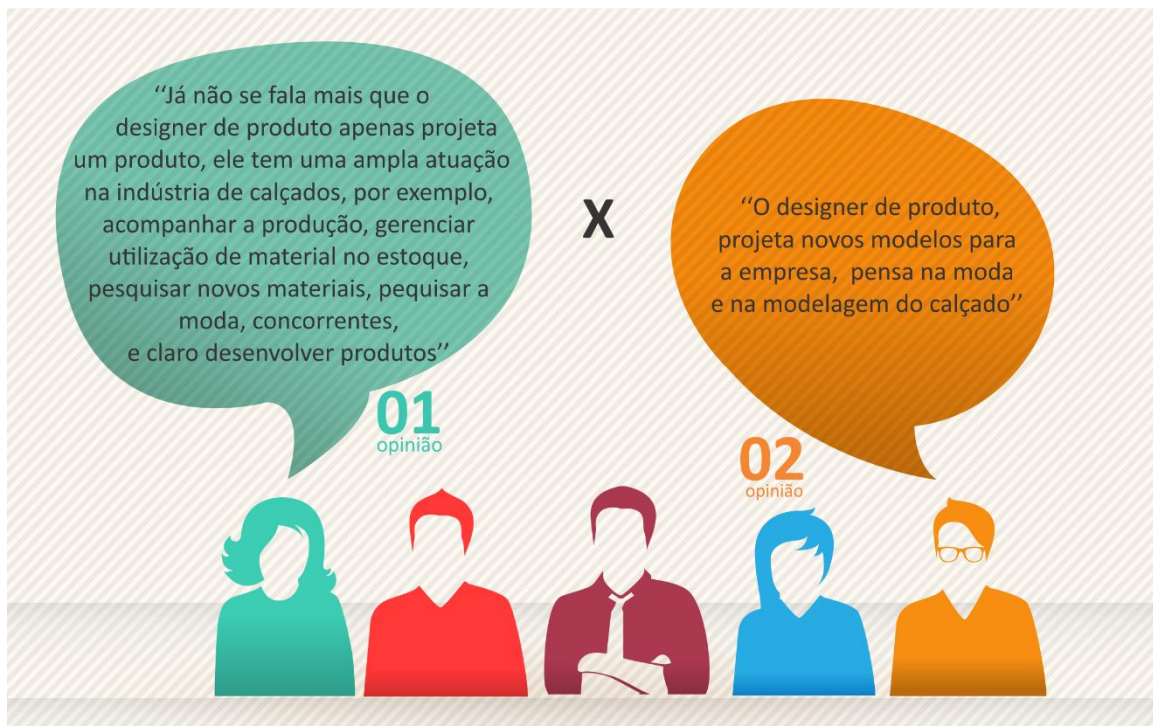 ‘‘Já não se fala mais que o
designer de produto apenas projeta
um produto, ele tem uma ampla atuação
na indústria de calçados, por exemplo,
acompanhar a produção, gerenciar
utilização de material no estoque,
pesquisar novos materiais, pequisar a
moda, concorrentes,
e claro desenvolver produtos’’
01
opinião
X
‘‘O designer de produto,
projeta novos modelos para
a empresa, pensa na moda
e na modelagem do calçado’’
02
opinião